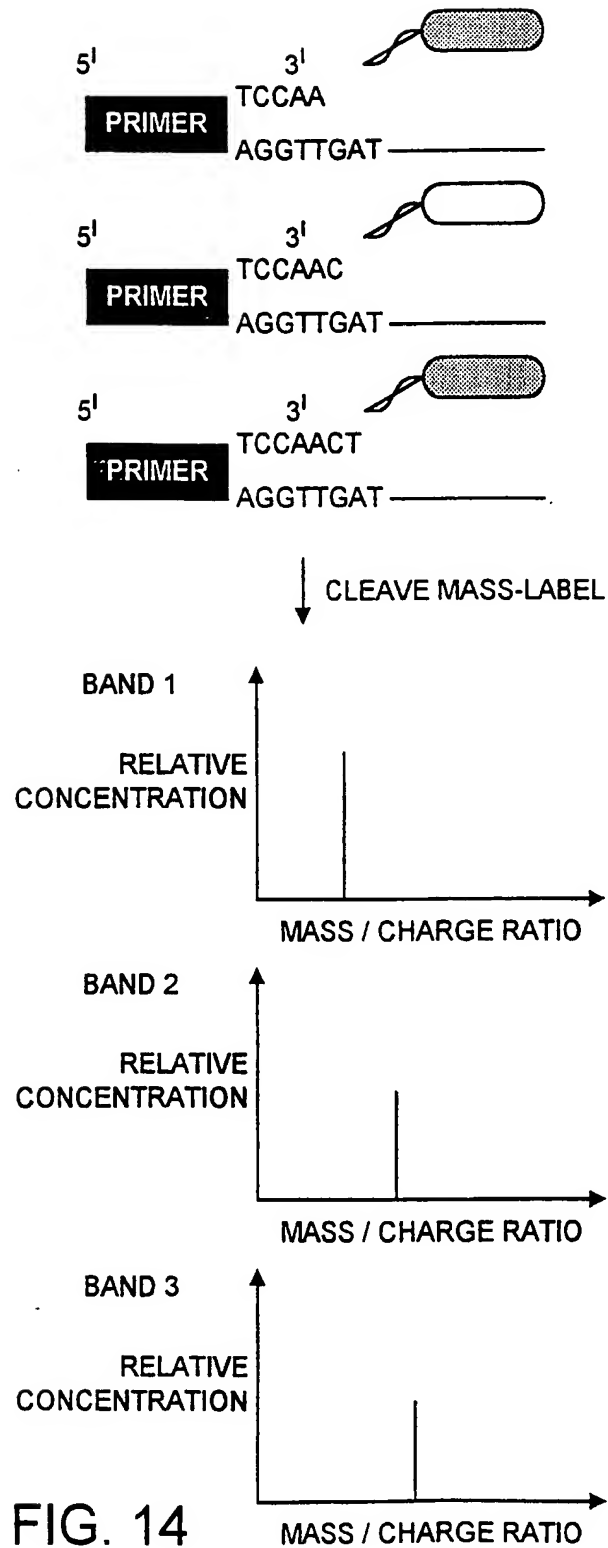 5' 3'
TCCAA
PRIMER
AGGTTGAT
5' 3'
TCCAAC
PRIMER
AGGTTGAT
5' 3'
TCCAACT
PRIMER
AGGTTGAT
CLEAVE MASS-LABEL
BAND 1
RELATIVE
CONCENTRATION
MASS / CHARGE RATIO
BAND 2
RELATIVE
CONCENTRATION
MASS / CHARGE RATIO
BAND 3
RELATIVE
CONCENTRATION
MASS / CHARGE RATIO
FIG. 14